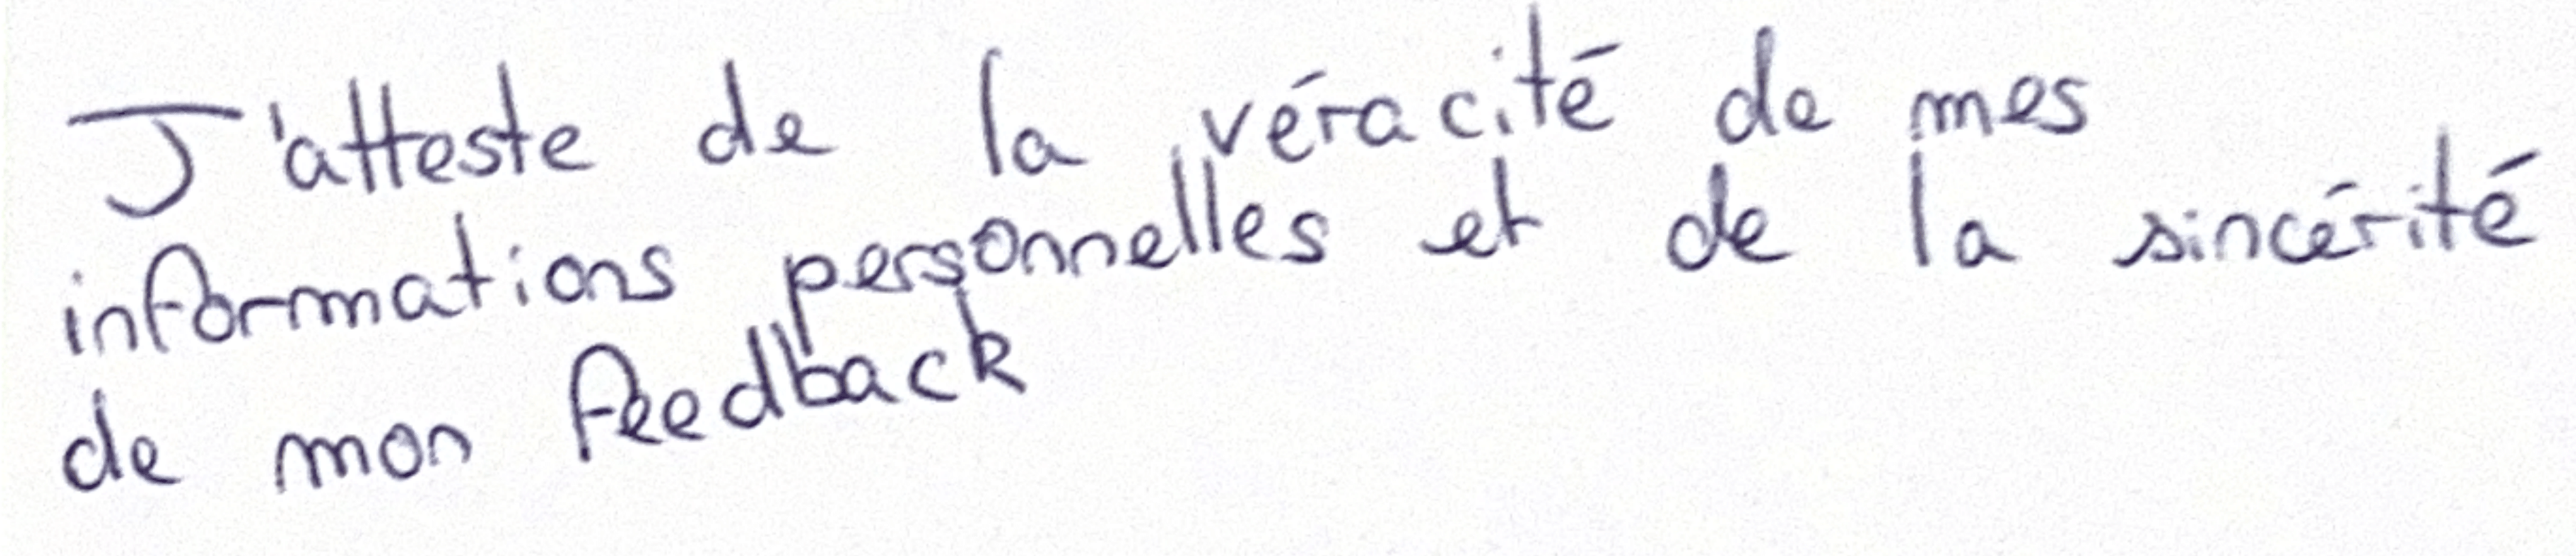 J'atteste de la véracité de mes
informations personnelles et de la sincérité
de mon feedback